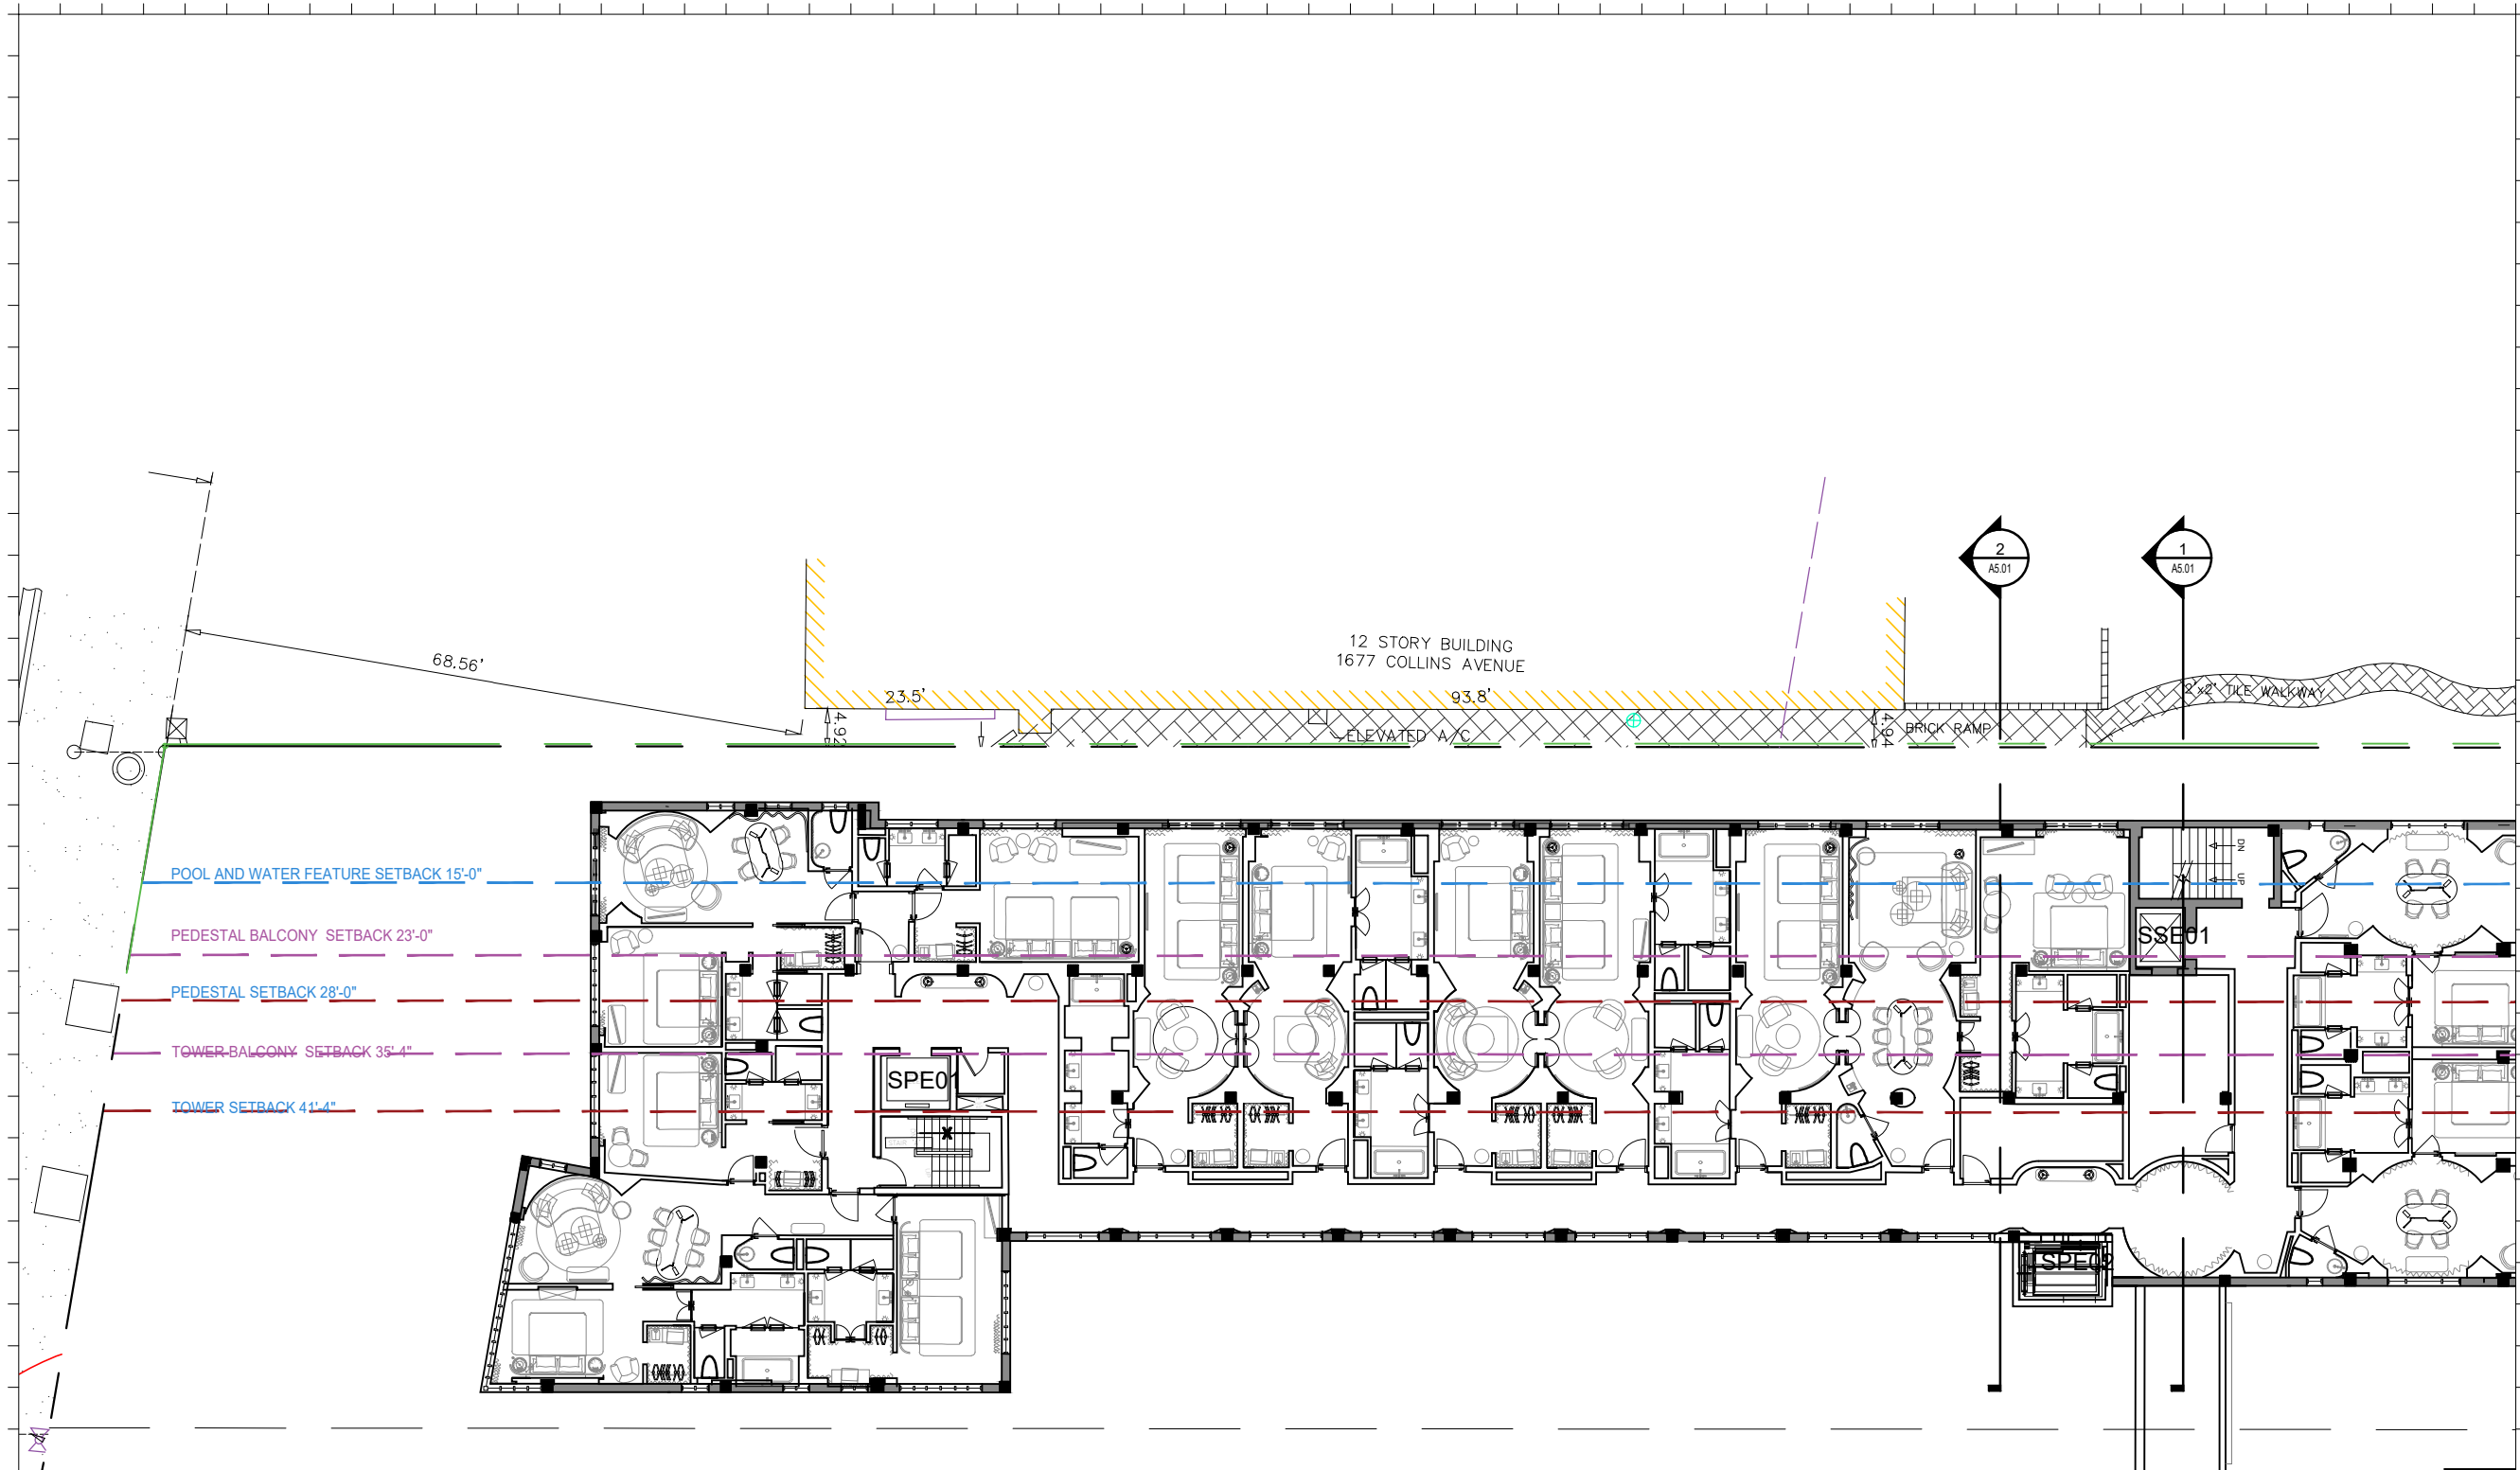 2
A5.01
1
A5.01
12 STORY BUILDING
1677 COLLINS AVENUE
68.56'
23.5'
93.8'
2'x2' TILE WALKWAY
4.92
4.94
BRICK RAMP
ELEVATED A/C
DN
UP
POOL AND WATER FEATURE SETBACK 15'-0"
PEDESTAL BALCONY SETBACK 23'-0"
SSE01
PEDESTAL SETBACK 28'-0"
TOWER BALCONY SETBACK 35'-4"
SPE01
TOWER SETBACK 41'-4"
SPE02